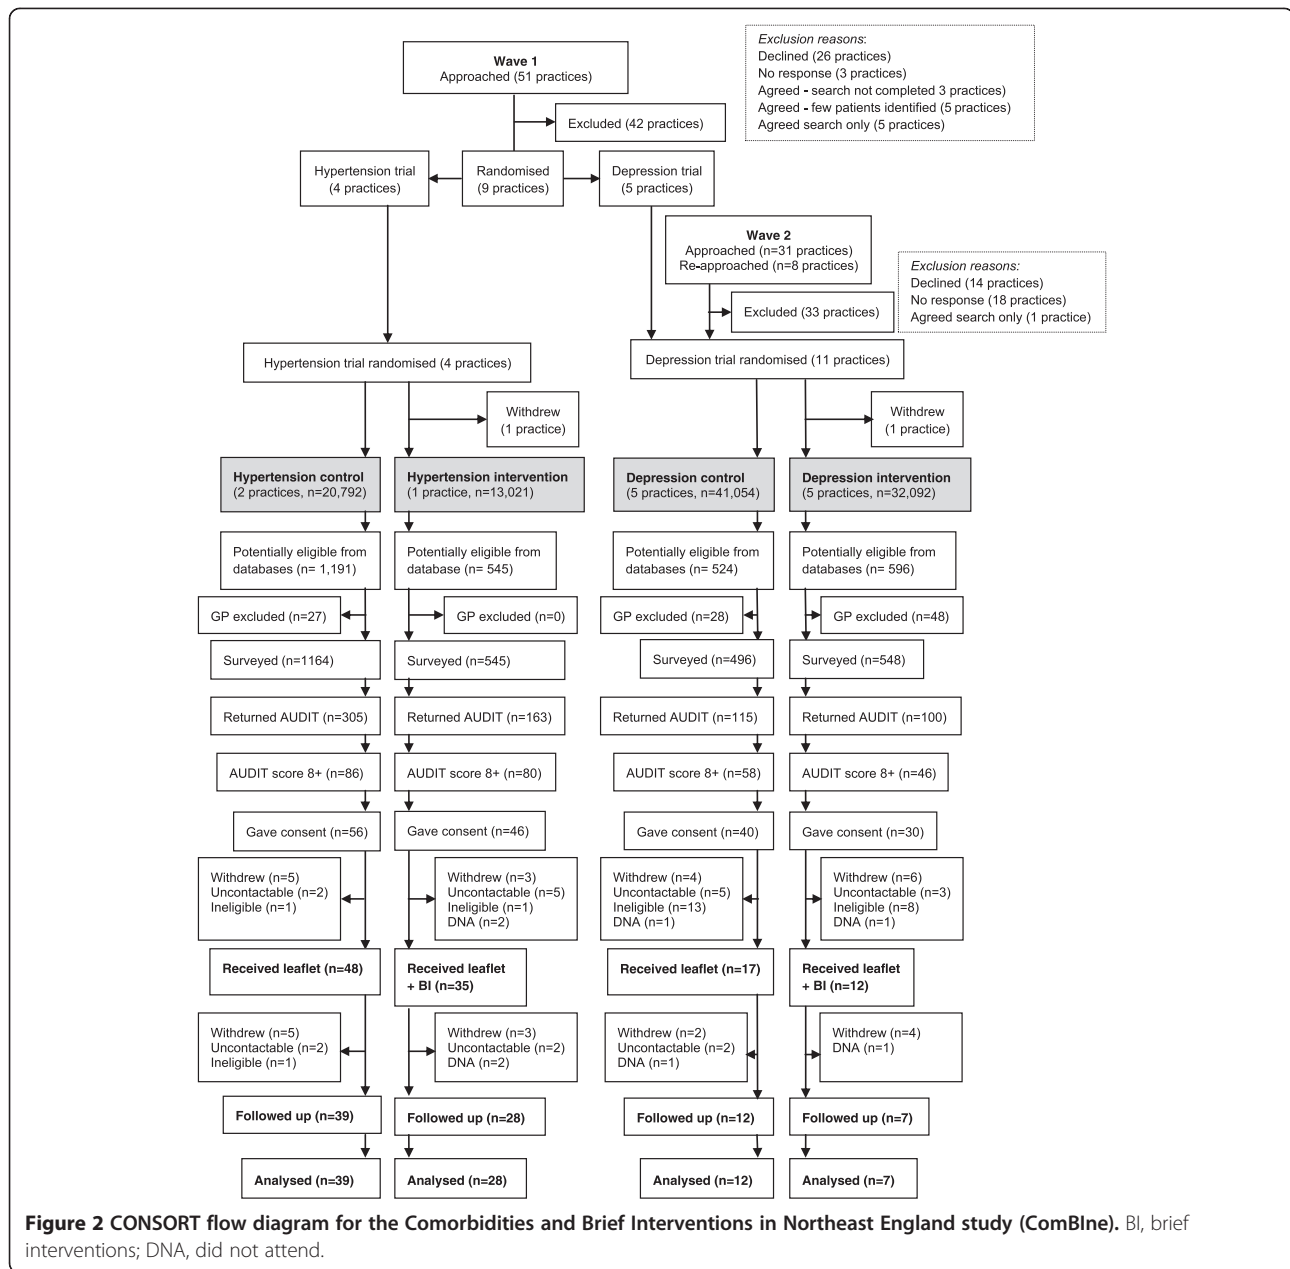 Wave 1
Approached (51 practices)
Exclusion reasons:
Declined (26 practices)
No response (3 practices)
Agreed - search not completed 3 practices)
Agreed - few patients identified (5 practices)
Agreed search only (5 practices)
Excluded (42 practices)
Hypertension trial
(4 practices)
Randomised
(9 practices)
Depression trial
(5 practices)
Wave 2
Approached (n=31 practices)
Re-approached (n=8 practices)
Exclusion reasons:
Declined (14 practices)
No response (18 practices)
Agreed search only (1 practice)
Excluded (33 practices)
Hypertension trial randomised (4 practices)
Depression trial randomised (11 practices)
Withdrew
(1 practice)
Withdrew
(1 practice)
Hypertension control
(2 practices, n=20,792)
Hypertension intervention
(1 practice, n=13,021)
Depression control
(5 practices, n=41,054)
Depression intervention
(5 practices, n=32,092)
Potentially eligible from
databases (n= 1,191)
Potentially eligible from
database (n= 545)
Potentially eligible from
databases (n= 524)
Potentially eligible from
databases (n= 596)
GP excluded (n=27)
GP excluded (n=0)
GP excluded (n=28)
GP excluded (n=48)
Surveyed (n=1164)
Surveyed (n=545)
Surveyed (n=496)
Surveyed (n=548)
Returned AUDIT (n=305)
Returned AUDIT (n=163)
Returned AUDIT (n=115)
Returned AUDIT (n=100)
AUDIT score 8+ (n=86)
AUDIT score 8+ (n=80)
AUDIT score 8+ (n=58)
AUDIT score 8+ (n=46)
Gave consent (n=56)
Gave consent (n=46)
Gave consent (n=40)
Gave consent (n=30)
Withdrew (n=5)
Uncontactable (n=2)
Ineligible (n=1)
Withdrew (n=3)
Uncontactable (n=5)
Ineligible (n=1)
DNA (n=2)
Withdrew (n=4)
Uncontactable (n=5)
Ineligible (n=13)
DNA (n=1)
Withdrew (n=6)
Uncontactable (n=3)
Ineligible (n=8)
DNA (n=1)
Received leaflet (n=48)
Received leaflet
+ BI (n=35)
Received leaflet (n=17)
Received leaflet
+ BI (n=12)
Withdrew (n=5)
Uncontactable (n=2)
Ineligible (n=1)
Withdrew (n=3)
Uncontactable (n=2)
DNA (n=2)
Withdrew (n=2)
Uncontactable (n=2)
DNA (n=1)
Withdrew (n=4)
DNA (n=1)
Followed up (n=39)
Followed up (n=28)
Followed up (n=12)
Followed up (n=7)
Analysed (n=39)
Analysed (n=28)
Analysed (n=12)
Analysed (n=7)
Figure 2 CONSORT flow diagram for the Comorbidities and Brief Interventions in Northeast England study (ComBIne). BI, brief
interventions; DNA, did not attend.